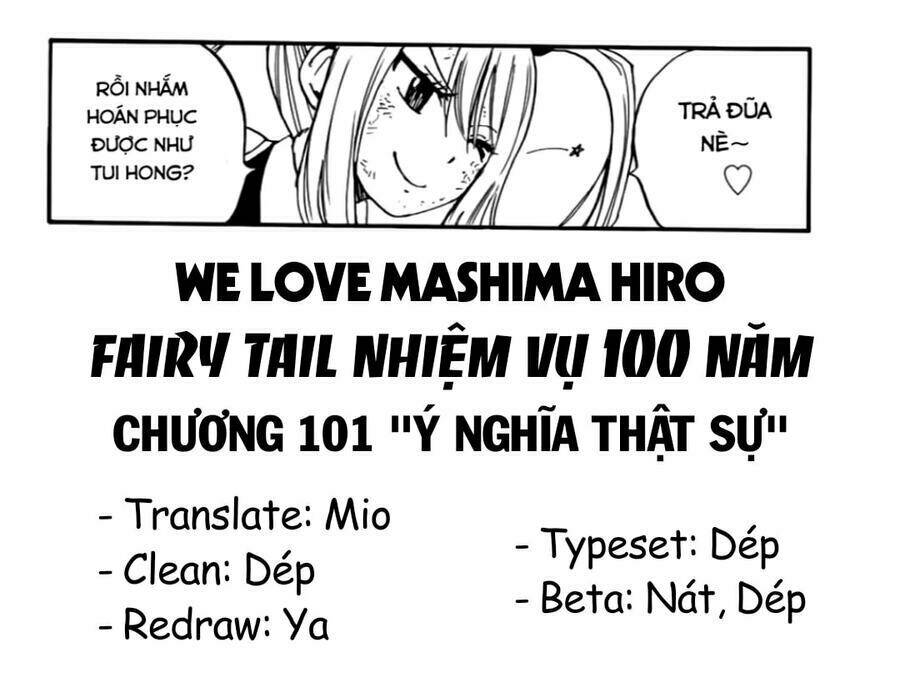 RỒI NHẮM
HOÁN PHỤC
ĐƯỢC NHƯ
TUI HONG?
TRẢ ĐŨA
NÈ~
♡
WE LOVE MASHIMA HIRO
FAIRY TAIL NHIỆM VỤ 100 NĂM
CHƯƠNG 101 "Ý NGHĨA THẬT SỰ"
- Translate: Mio
- Clean: Dép
- Redraw: Ya
- Typeset: Dép
- Beta: Nát, Dép